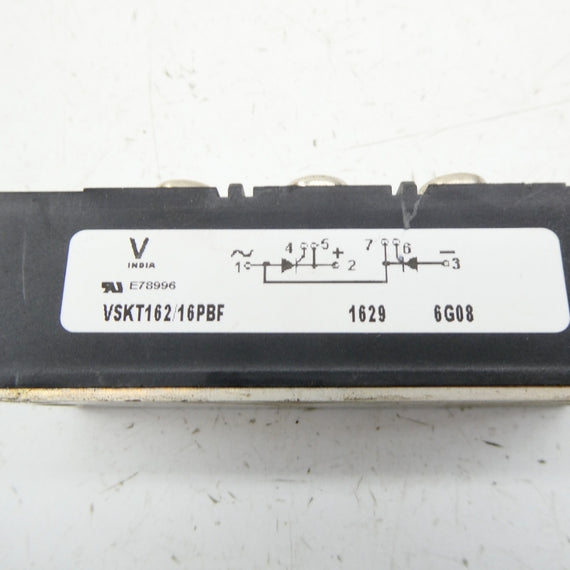 V
INDIA
E78996
~ 4 5 + 7 6 −
1 2 3
VSKT162/16PBF 1629 6G08